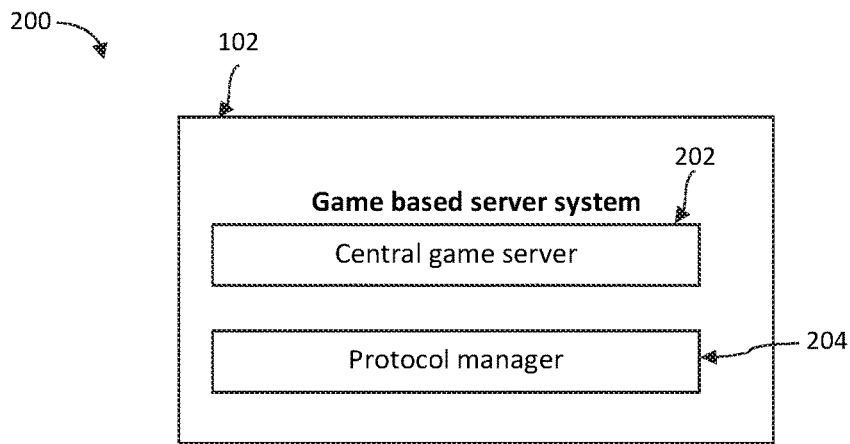 200
102
202
Game based server system
Central game server
Protocol manager
204